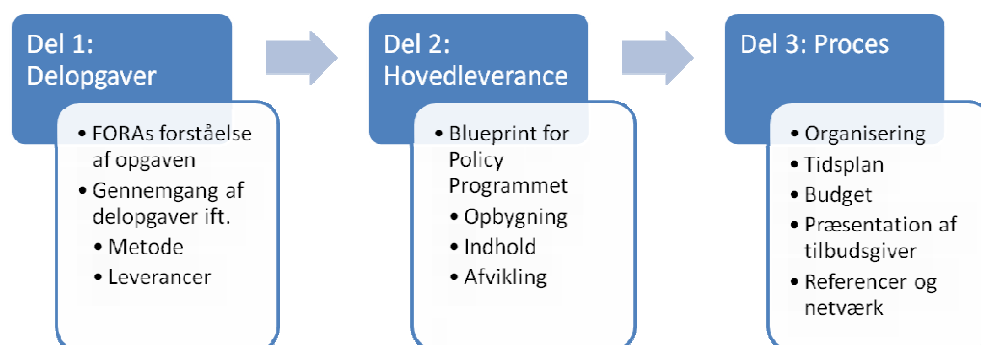 Del 1:
Delopgaver
• FORAs forståelse
af opgaven
• Gennemgang af
delopgaver ift.
• Metode
• Leverancer
Del 2:
Hovedleverance
• Blueprint for
Policy
Programmet
• Opbygning
• Indhold
• Afvikling
Del 3: Proces
• Organisering
• Tidsplan
• Budget
• Præsentation af
tilbudsgiver
• Referencer og
netværk